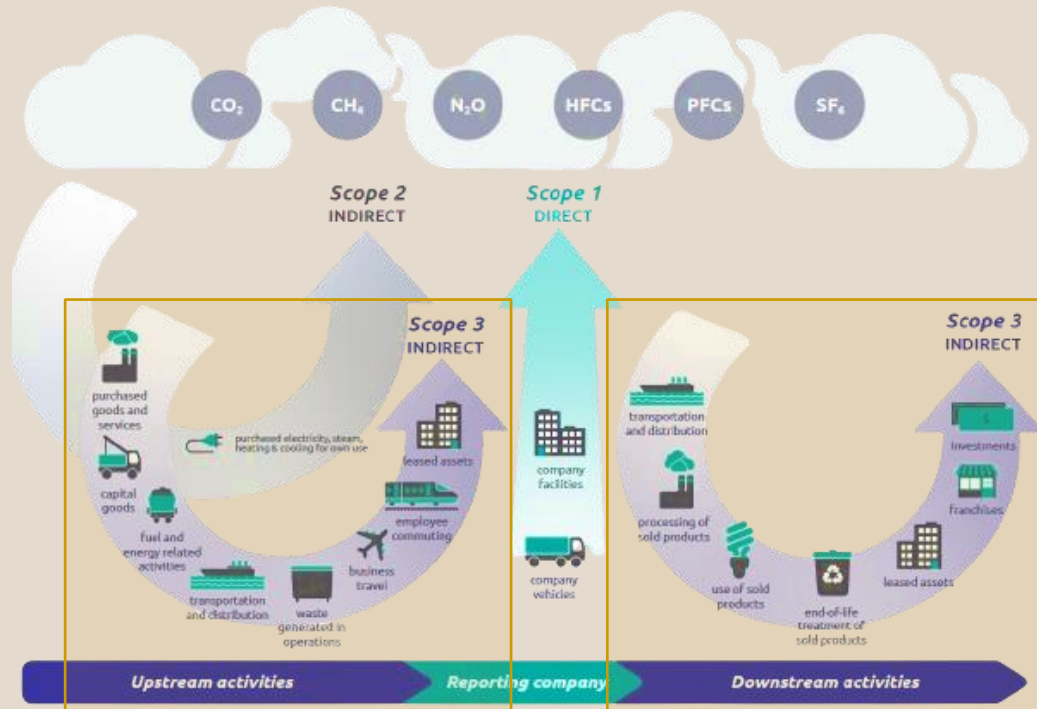 CO₂
CH₄
N₂O
HFCs
PFCs
SF₆
Scope 2
INDIRECT
Scope 1
DIRECT
Scope 3
INDIRECT
Scope 3
INDIRECT
purchased
goods and
services
capital
goods
fuel and
energy related
activities
purchased electricity, steam,
heating & cooling for own use
transportation
and distribution
waste
generated in
operations
business
travel
employee
commuting
leased assets
company
facilities
company
vehicles
transportation
and distribution
processing of
sold products
use of sold
products
end-of-life
treatment of
sold products
leased assets
franchises
investments
Upstream activities
Reporting company
Downstream activities